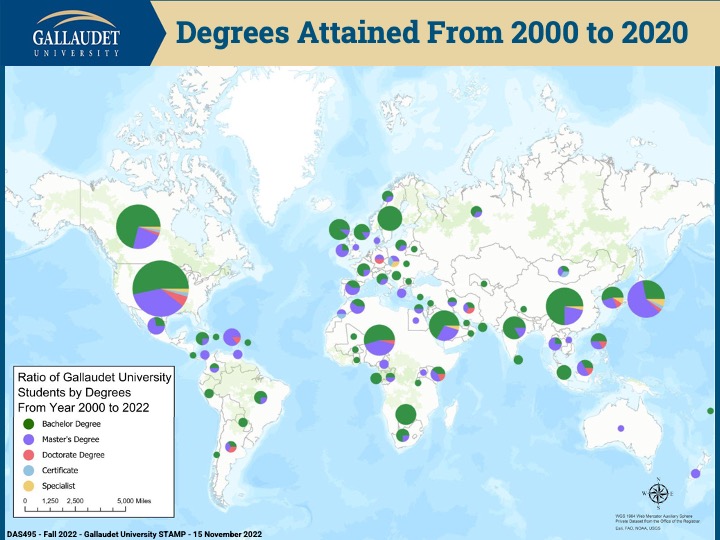 GALLAUDET
UNIVERSITY
Degrees Attained From 2000 to 2020
Ratio of Gallaudet University
Students by Degrees
From Year 2000 to 2022
Bachelor Degree
Master's Degree
Doctorate Degree
Certificate
Specialist
0 1,250 2,500 5,000 Miles
N
W E
S
WGS 1984 Web Mercator Auxiliary Sphere
Private Dataset from the Office of the Registrar
Esri, FAO, NOAA, USGS
DAS495 - Fall 2022 - Gallaudet University STAMP - 15 November 2022